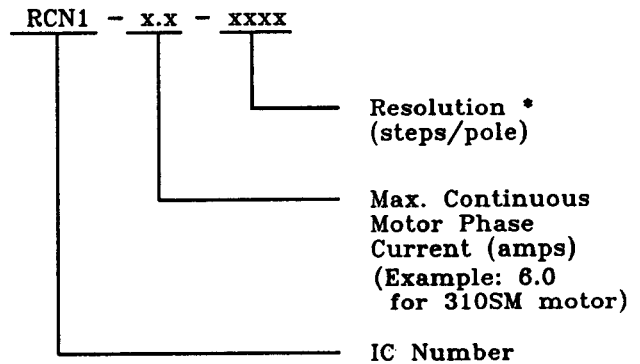 RCN1 - x.x - xxxx
Resolution *
(steps/pole)
Max. Continuous
Motor Phase
Current (amps)
(Example: 6.0
for 310SM motor)
IC Number